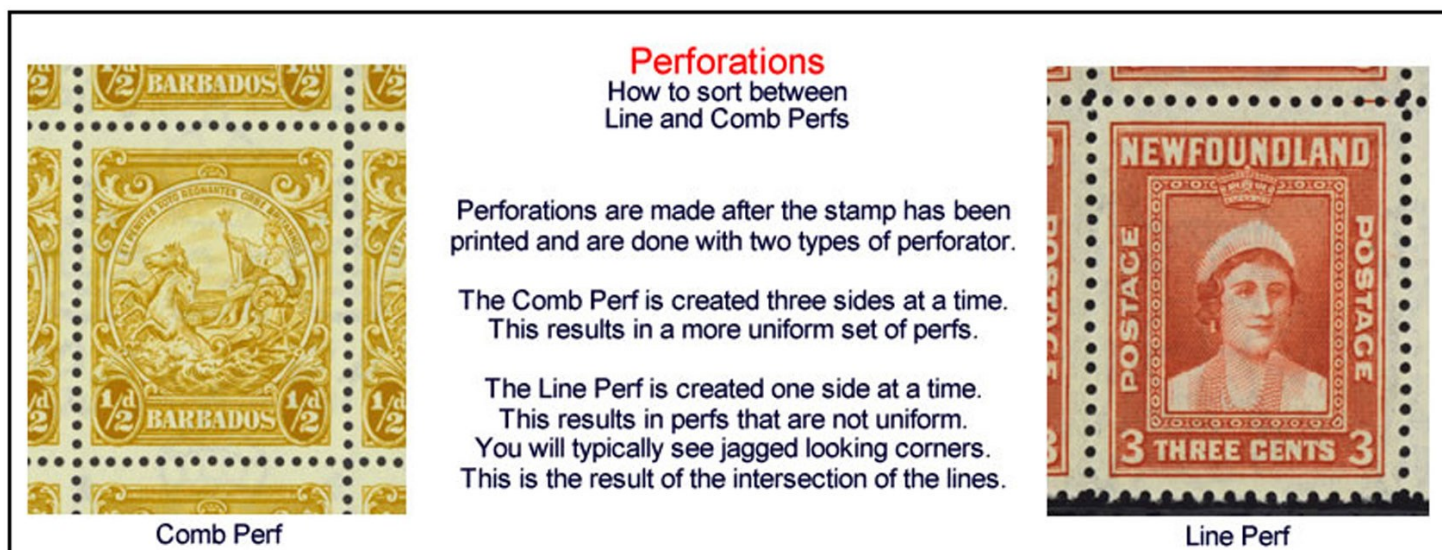 Perforations
How to sort between
Line and Comb Perfs
½d BARBADOS ½d
½d BARBADOS ½d
Comb Perf
Perforations are made after the stamp has been
printed and are done with two types of perforator.
The Comb Perf is created three sides at a time.
This results in a more uniform set of perfs.
The Line Perf is created one side at a time.
This results in perfs that are not uniform.
You will typically see jagged looking corners.
This is the result of the intersection of the lines.
NEWFOUNDLAND
POSTAGE
POSTAGE
3 THREE CENTS 3
Line Perf